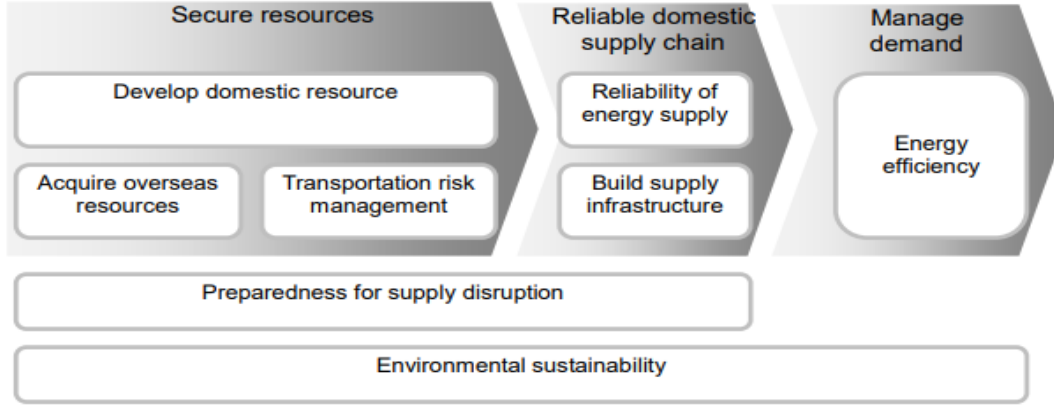 Secure resources
Reliable domestic
supply chain
Manage
demand
Develop domestic resource
Acquire overseas
resources
Transportation risk
management
Reliability of
energy supply
Build supply
infrastructure
Energy
efficiency
Preparedness for supply disruption
Environmental sustainability